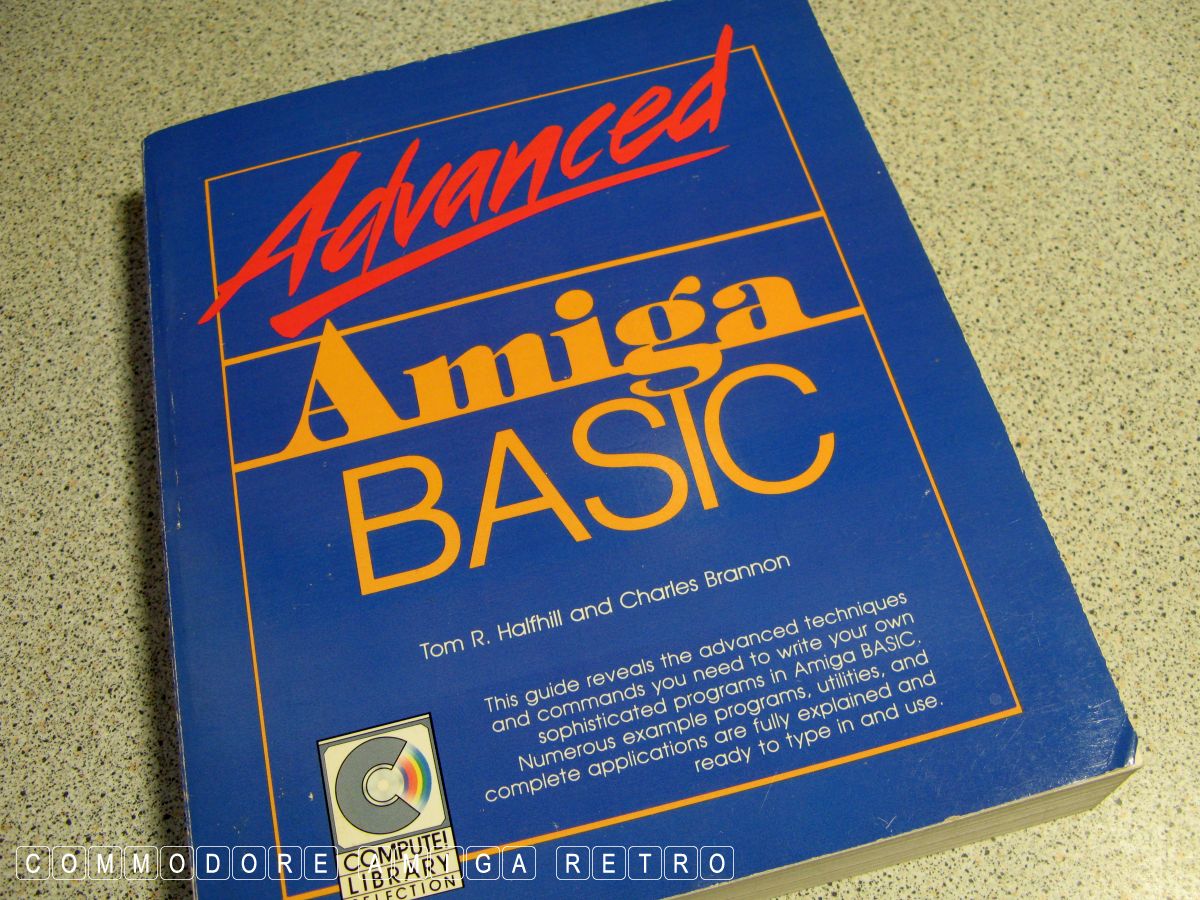 Advanced
Amiga
BASIC
Tom R. Halfhill and Charles Brannon
This guide reveals the advanced techniques
and commands you need to write your own
sophisticated programs in Amiga BASIC.
Numerous example programs, utilities, and
complete applications are fully explained and
ready to type in and use.
COMPUTE!
LIBRARY
SELECTION
COMMODORE AMIGA RETRO